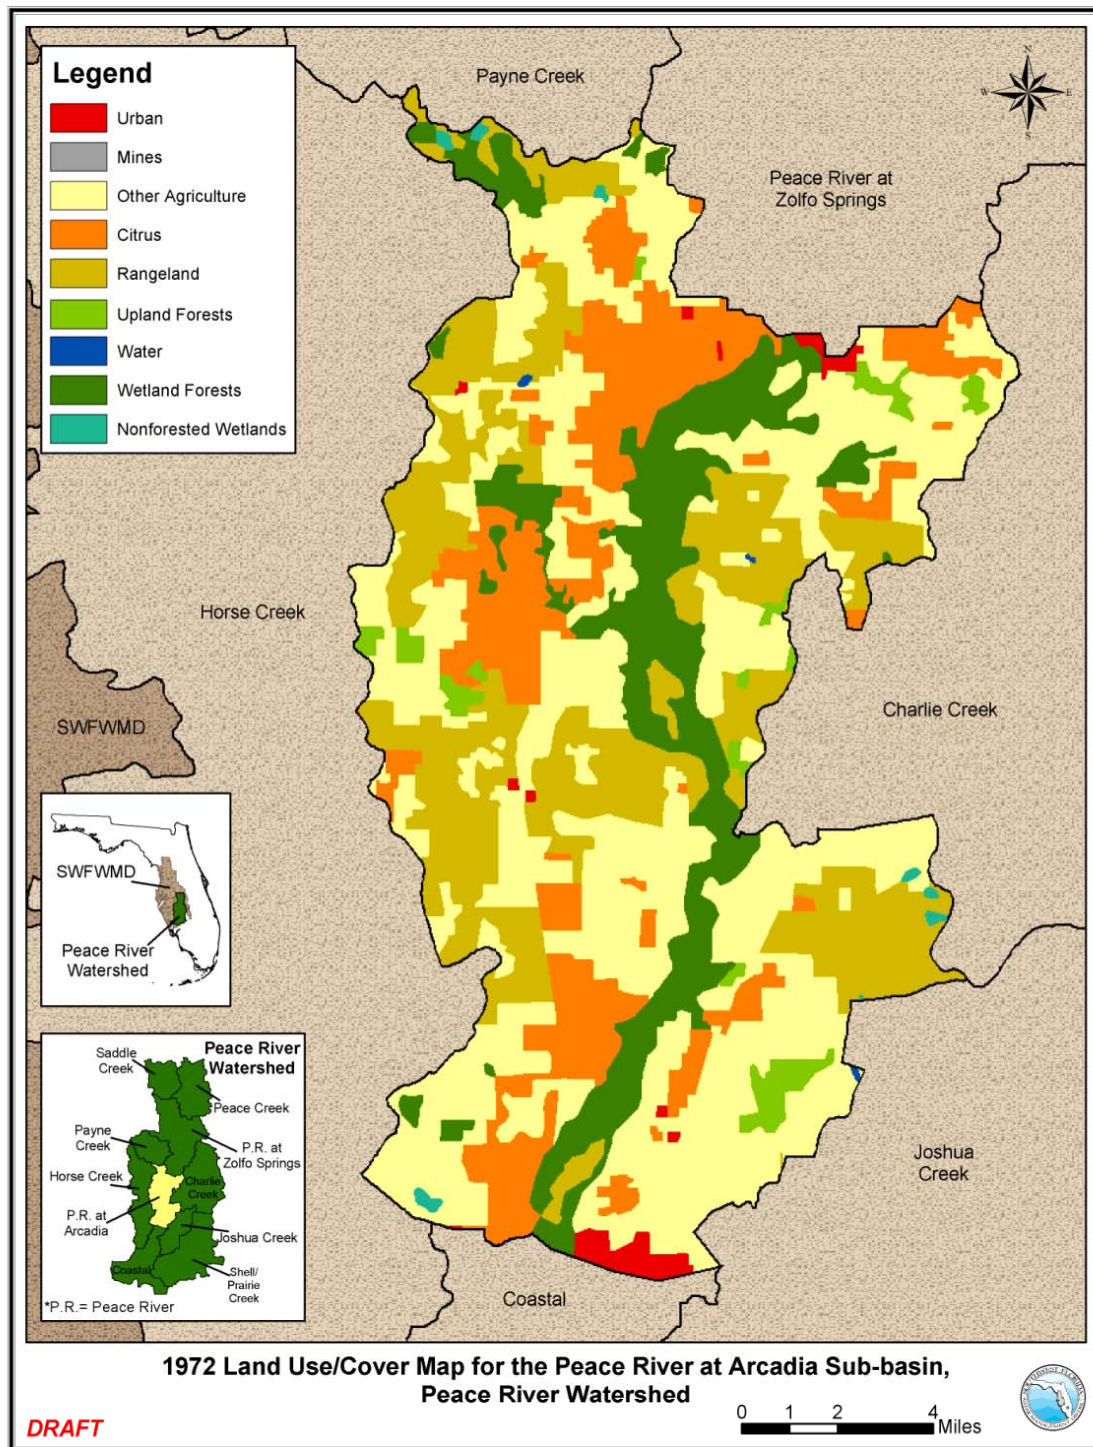 Legend
Urban
Mines
Other Agriculture
Citrus
Rangeland
Upland Forests
Water
Wetland Forests
Nonforested Wetlands
Payne Creek
N
W
E
S
Peace River at
Zolfo Springs
Horse Creek
SWFWMD
Charlie Creek
Joshua
Creek
Coastal
SWFWMD
Peace River
Watershed
Peace River
Watershed
Saddle
Creek
Peace Creek
Payne
Creek
P.R. at
Zolfo Springs
Horse Creek
Charlie
Creek
P.R. at
Arcadia
Joshua Creek
Coastal
Shell/
Prairie
Creek
*P.R.= Peace River
1972 Land Use/Cover Map for the Peace River at Arcadia Sub-basin,
Peace River Watershed
DRAFT
0 1 2 4
Miles